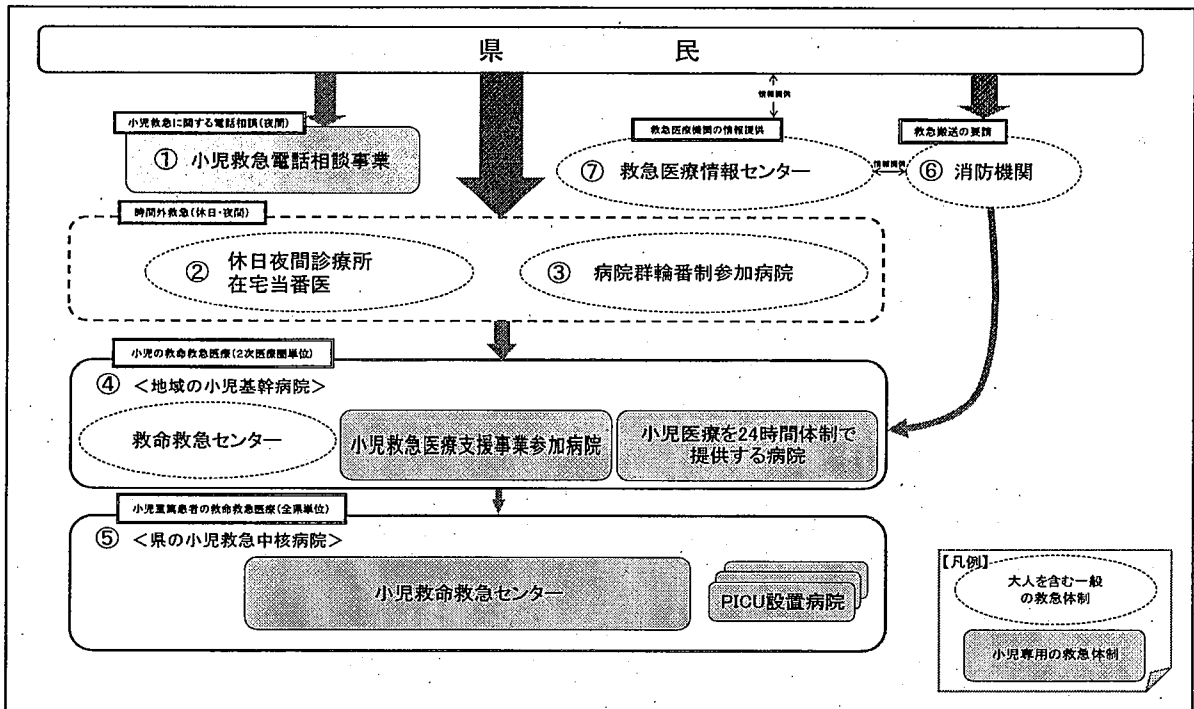 県 民
情報提供
小児救急に関する電話相談(夜間)
① 小児救急電話相談事業
救急医療機関の情報提供
⑦ 救急医療情報センター
情報提供
救急搬送の要請
⑥ 消防機関
時間外救急(休日・夜間)
② 休日夜間診療所
在宅当番医
③ 病院群輪番制参加病院
小児の救命救急医療(2次医療圏単位)
④ <地域の小児基幹病院>
救命救急センター
小児救急医療支援事業参加病院
小児医療を24時間体制で
提供する病院
小児重篤患者の救命救急医療(全県単位)
⑤ <県の小児救急中核病院>
小児救命救急センター
PICU設置病院
【凡例】
大人を含む一般
の救急体制
小児専用の救急体制